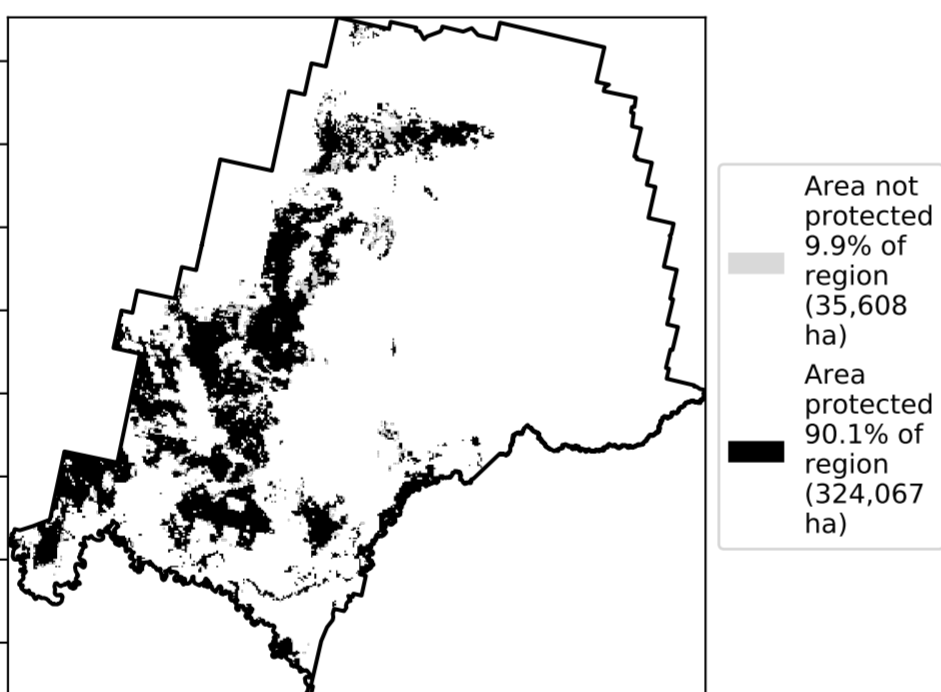 Area not
protected
9.9% of
region
(35,608
ha)
Area
protected
90.1% of
region
(324,067
ha)